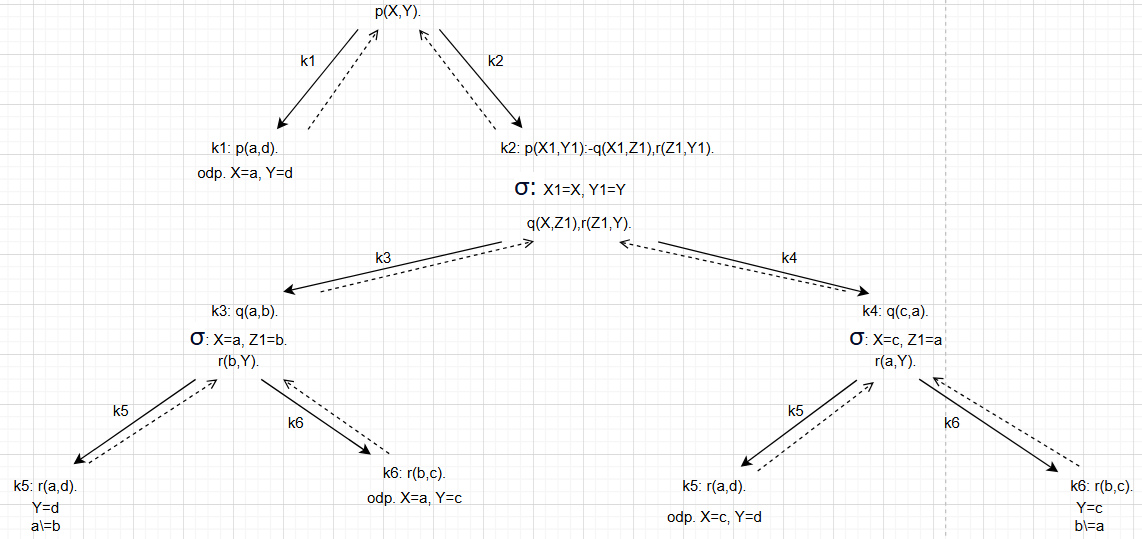 p(X,Y).
k1
k2
k1: p(a,d).
odp. X=a, Y=d
k2: p(X1,Y1):-q(X1,Z1),r(Z1,Y1).
σ: X1=X, Y1=Y
q(X,Z1),r(Z1,Y).
k3
k4
k3: q(a,b).
σ: X=a, Z1=b.
r(b,Y).
k4: q(c,a).
σ: X=c, Z1=a
r(a,Y).
k5
k6
k5
k6
k5: r(a,d).
Y=d
a\=b
k6: r(b,c).
odp. X=a, Y=c
k5: r(a,d).
odp. X=c, Y=d
k6: r(b,c).
Y=c
b\=a